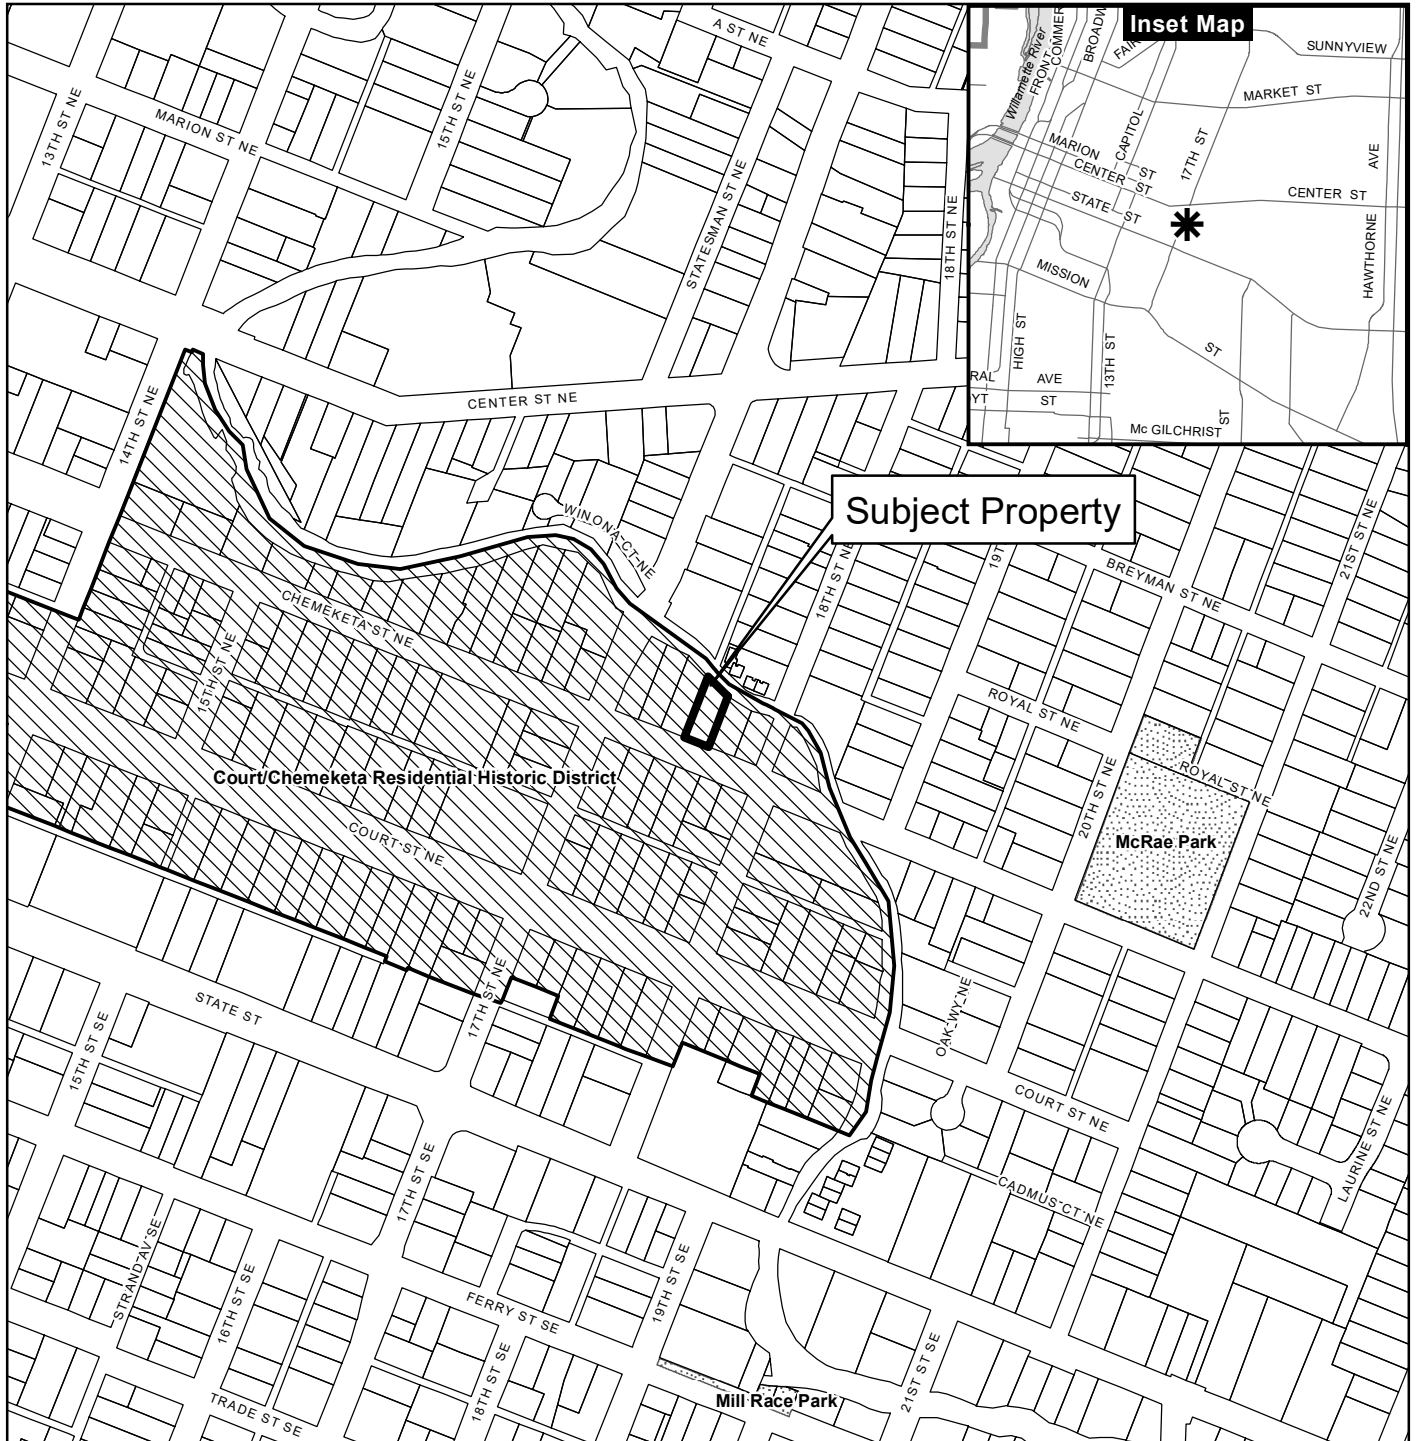 A ST NE
Inset Map
SUNNYVIEW
MARKET ST
BROADW
COMMER
FRONT
FAIR
Willamette River
CAPITOL
17TH ST
AVE
MARION
ST
CENTER ST
CENTER ST
STATE ST
HAWTHORNE
MISSION
ST
HIGH ST
13TH ST
RAL AVE
YT ST
ST
Mc GILCHRIST
13TH ST NE
MARION ST NE
15TH ST NE
STATESMAN ST NE
18TH ST NE
14TH ST NE
CENTER ST NE
WINONA CT NE
Subject Property
18TH ST NE
19T
BREYMAN ST NE
21ST ST NE
CHEMEKETA ST NE
15TH ST NE
ROYAL ST NE
ROYAL ST NE
20TH ST NE
Court/Chemeketa Residential Historic District
McRae Park
COURT ST NE
22ND ST NE
17TH ST NE
STATE ST
15TH ST SE
OAK WY NE
COURT ST NE
LAURINE ST NE
17TH ST SE
CADMUS CT NE
STRAND AV SE
16TH ST SE
19TH ST SE
FERRY ST SE
18TH ST SE
21ST ST SE
Mill Race Park
TRADE ST SE